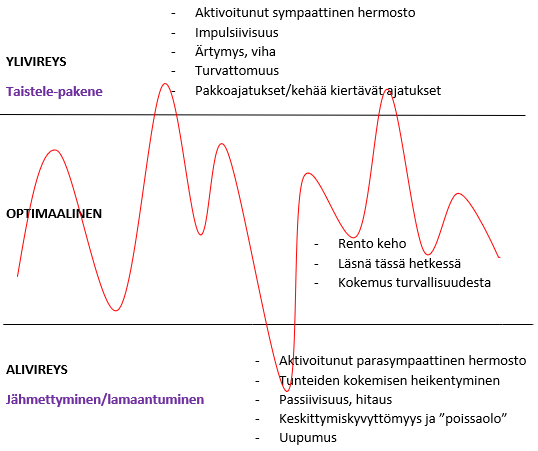 - Aktivoitunut sympaattinen hermosto
- Impulsiivisuus
- Ärtymys, viha
- Turvattomuus
- Pakkoajatukset/kehää kiertävät ajatukset
YLIVIREYS
Taistele-pakene
OPTIMAALINEN
- Rento keho
- Läsnä tässä hetkessä
- Kokemus turvallisuudesta
ALIVIREYS
Jähmettyminen/lamaantuminen
- Aktivoitunut parasympaattinen hermosto
- Tunteiden kokemisen heikentyminen
- Passiivisuus, hitaus
- Keskittymiskyvyttömyys ja ”poissaolo”
- Uupumus